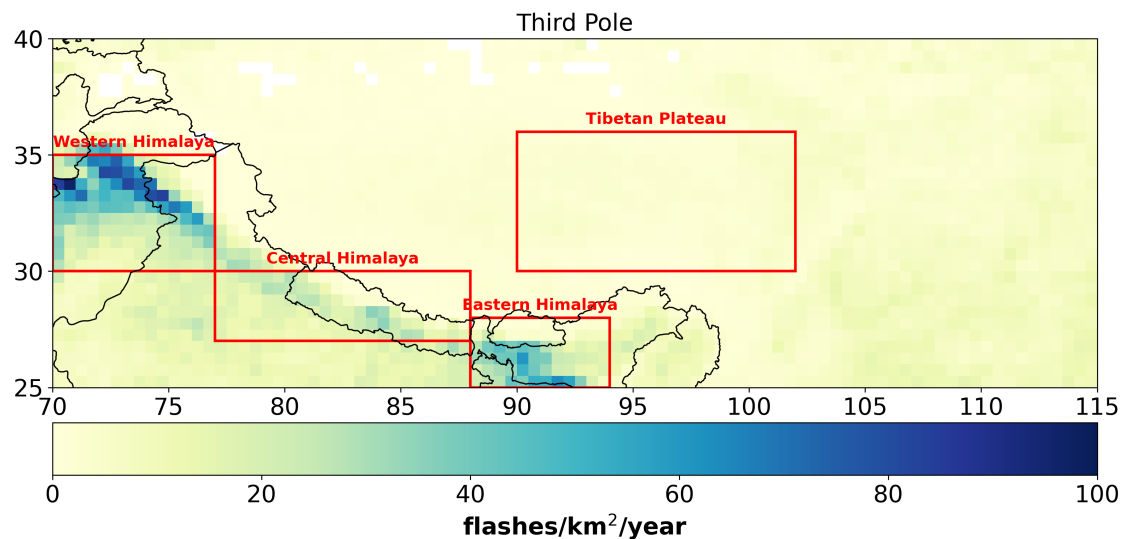 Third Pole
40
Tibetan Plateau
Western Himalaya
35
Central Himalaya
30
Eastern Himalaya
25
70 75 80 85 90 95 100 105 110 115
0 20 40 60 80 100
flashes/km²/year